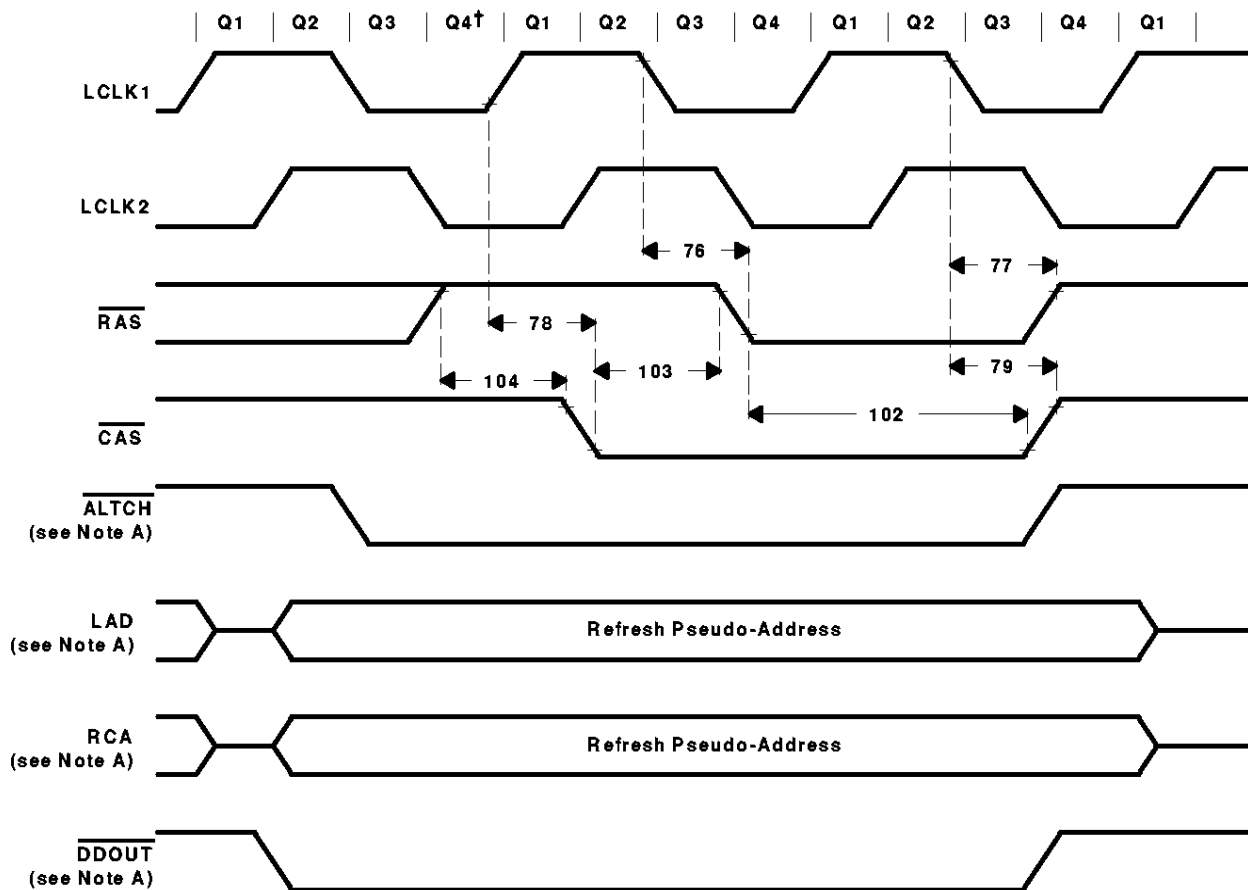 Q1 Q2 Q3 Q4† Q1 Q2 Q3 Q4 Q1 Q2 Q3 Q4 Q1
LCLK1
LCLK2
76
77
RAS
78
79
104
103
102
CAS
ALTCH
(see Note A)
LAD
(see Note A)
Refresh Pseudo-Address
RCA
(see Note A)
Refresh Pseudo-Address
DDOUT
(see Note A)